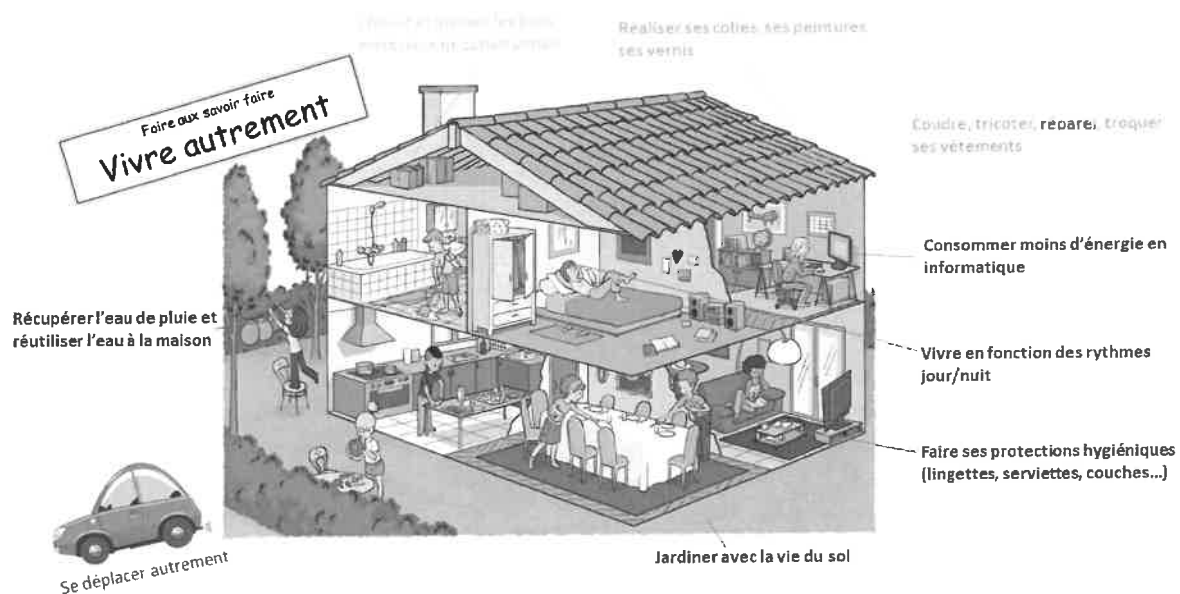 Réaliser ses colles, ses peintures
ses vernis
Faire aux savoir faire
Vivre autrement
Coudre, tricoter, réparer, troquer
ses vêtements
Consommer moins d'énergie en
informatique
Récupérer l'eau de pluie et
réutiliser l'eau à la maison
Vivre en fonction des rythmes
jour/nuit
Faire ses protections hygiéniques
(lingettes, serviettes, couches...)
Jardiner avec la vie du sol
Se déplacer autrement